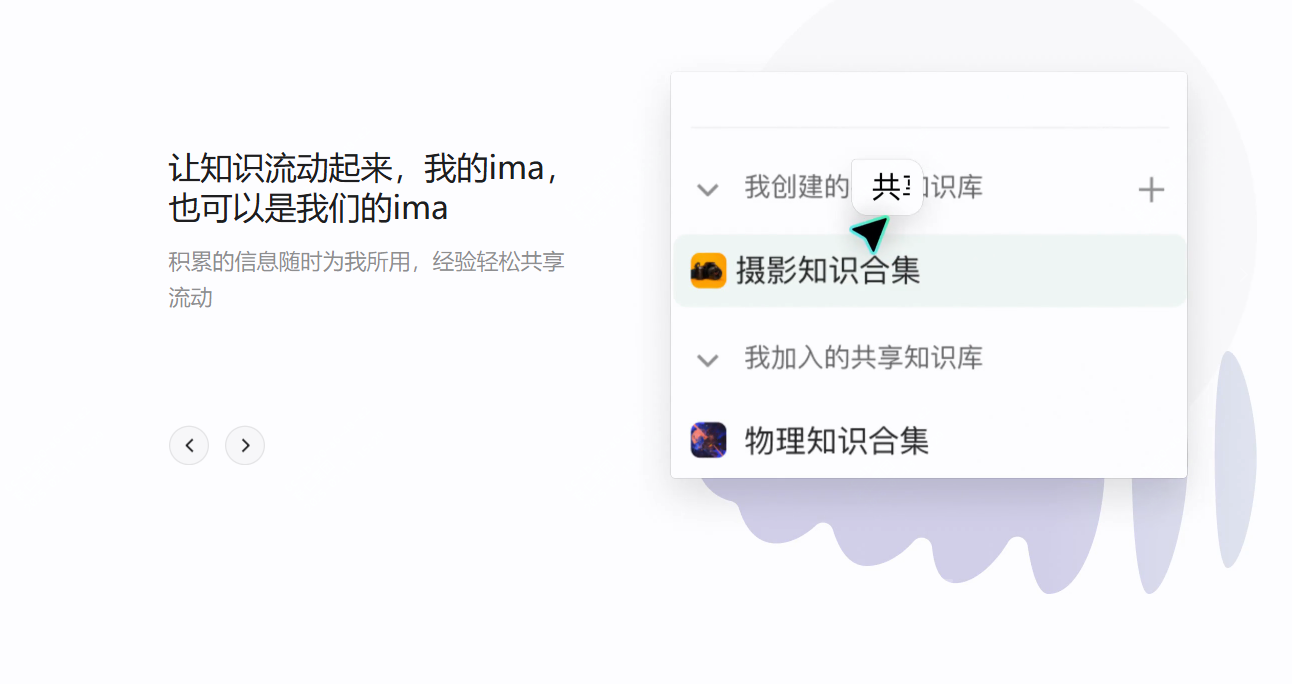 让知识流动起来，我的ima，
也可以是我们的ima
积累的信息随时为我所用，经验轻松共享
流动
我创建的 识库
共
摄影知识合集
我加入的共享知识库
物理知识合集